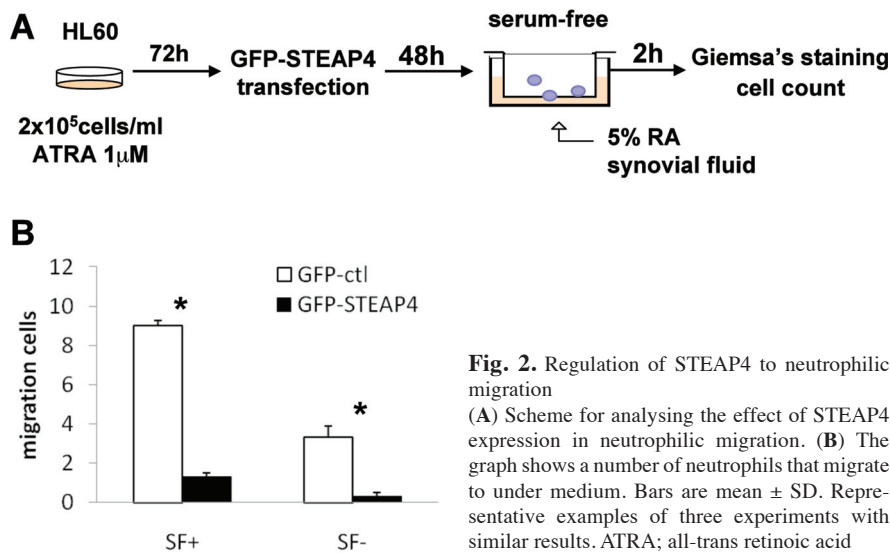 A
HL60
72h
GFP-STEAP4
transfection
48h
serum-free
2h
Giemsa's staining
cell count
2x10⁵cells/ml
ATRA 1μM
5% RA
synovial fluid
B
migration cells
12
10
8
6
4
2
0
GFP-ctl
GFP-STEAP4
*
*
SF+
SF-
Fig. 2. Regulation of STEAP4 to neutrophilic
migration
(A) Scheme for analysing the effect of STEAP4
expression in neutrophilic migration. (B) The
graph shows a number of neutrophils that migrate
to under medium. Bars are mean ± SD. Repre-
sentative examples of three experiments with
similar results. ATRA; all-trans retinoic acid